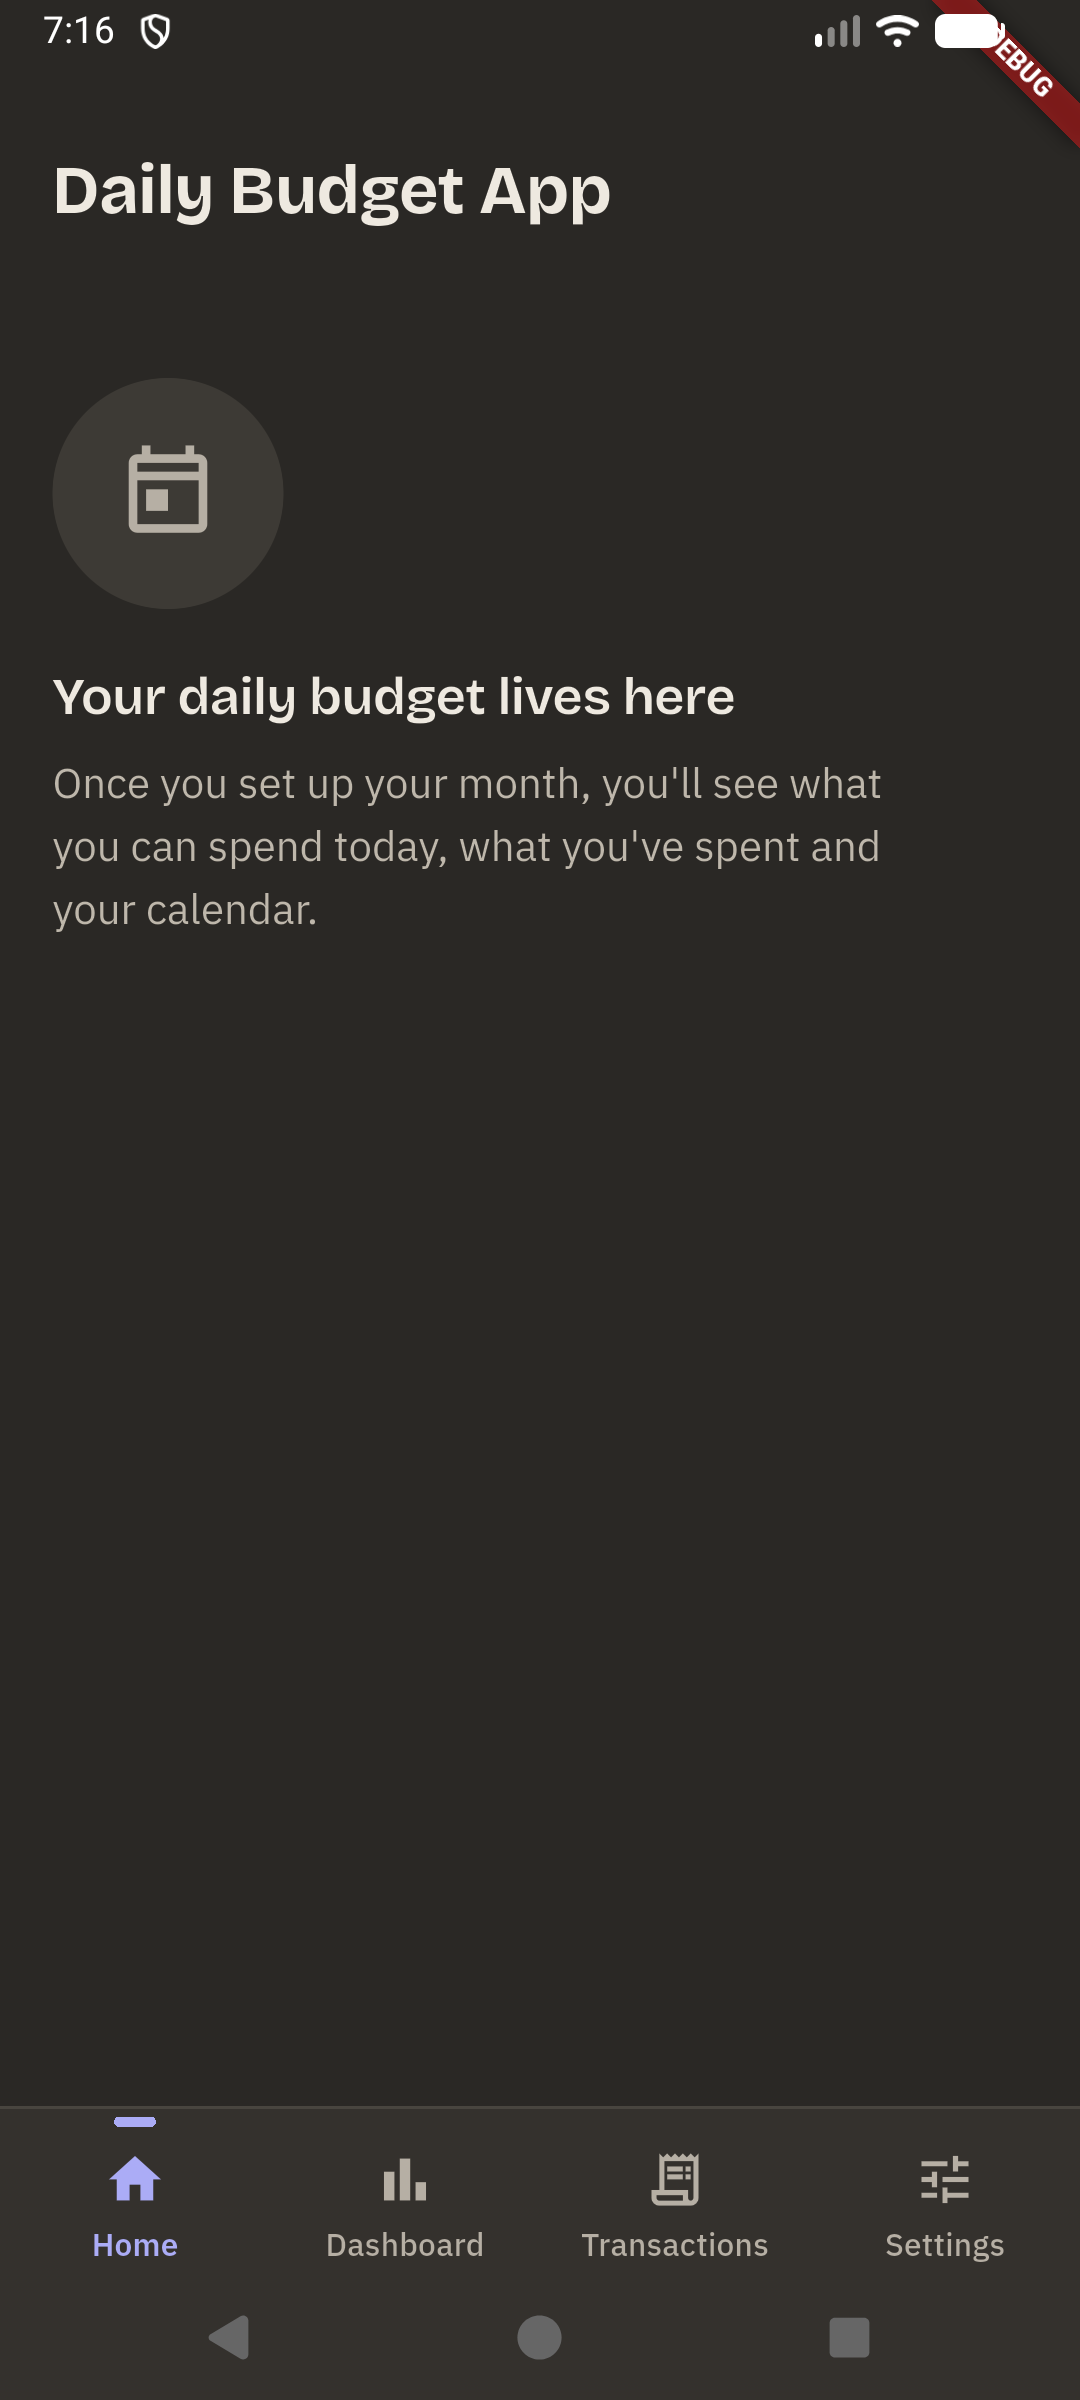 7:16
DEBUG
Daily Budget App
Your daily budget lives here
Once you set up your month, you'll see what
you can spend today, what you've spent and
your calendar.
Home
Dashboard
Transactions
Settings